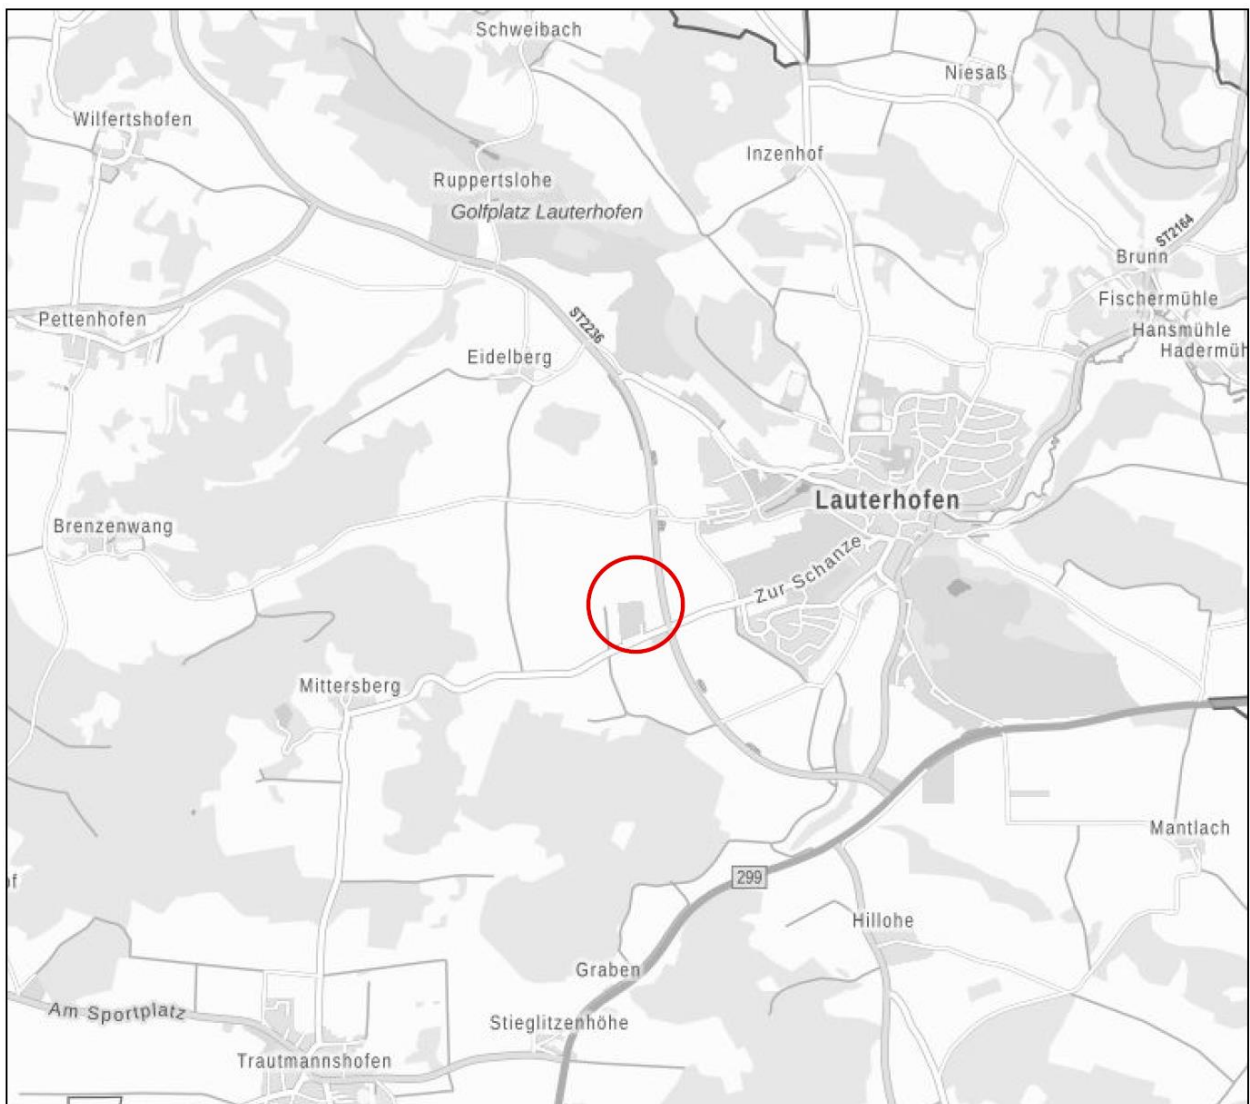 Schweibach
Niesaß
Wilfertshofen
Inzenhof
Ruppertslohe
Golfplatz Lauterhofen
ST2164
Brunn
Fischermühle
Pettenhofen
ST2236
Hansmühle
Hadermüh
Eidelberg
Lauterhofen
Brenzenwang
Zur Schanze
Mittersberg
Mantlach
299
of
Hillohe
Graben
Am Sportplatz
Stieglitzenhöhe
Trautmannshofen